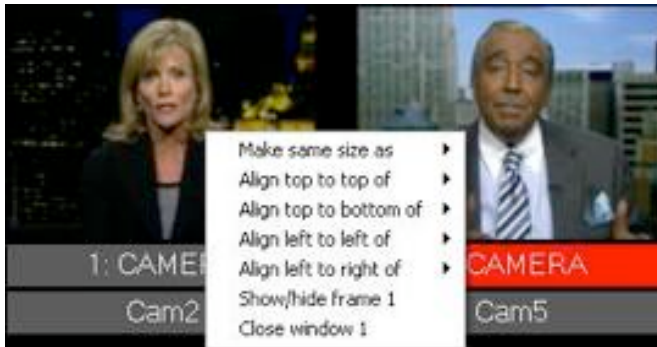 Make same size as
Align top to top of
Align top to bottom of
Align left to left of
Align left to right of
Show/hide frame 1
Close window 1
1: CAME
CAMERA
Cam2
Cam5